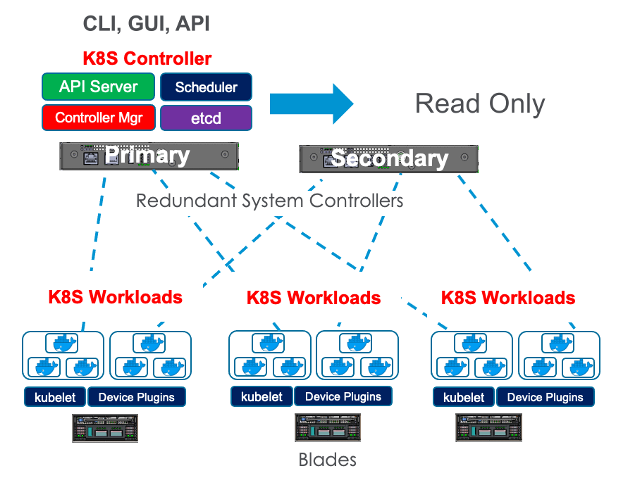 CLI, GUI, API
K8S Controller
API Server
Scheduler
Controller Mgr
etcd
Read Only
Primary
Secondary
Redundant System Controllers
K8S Workloads
K8S Workloads
K8S Workloads
kubelet
Device Plugins
kubelet
Device Plugins
kubelet
Device Plugins
Blades